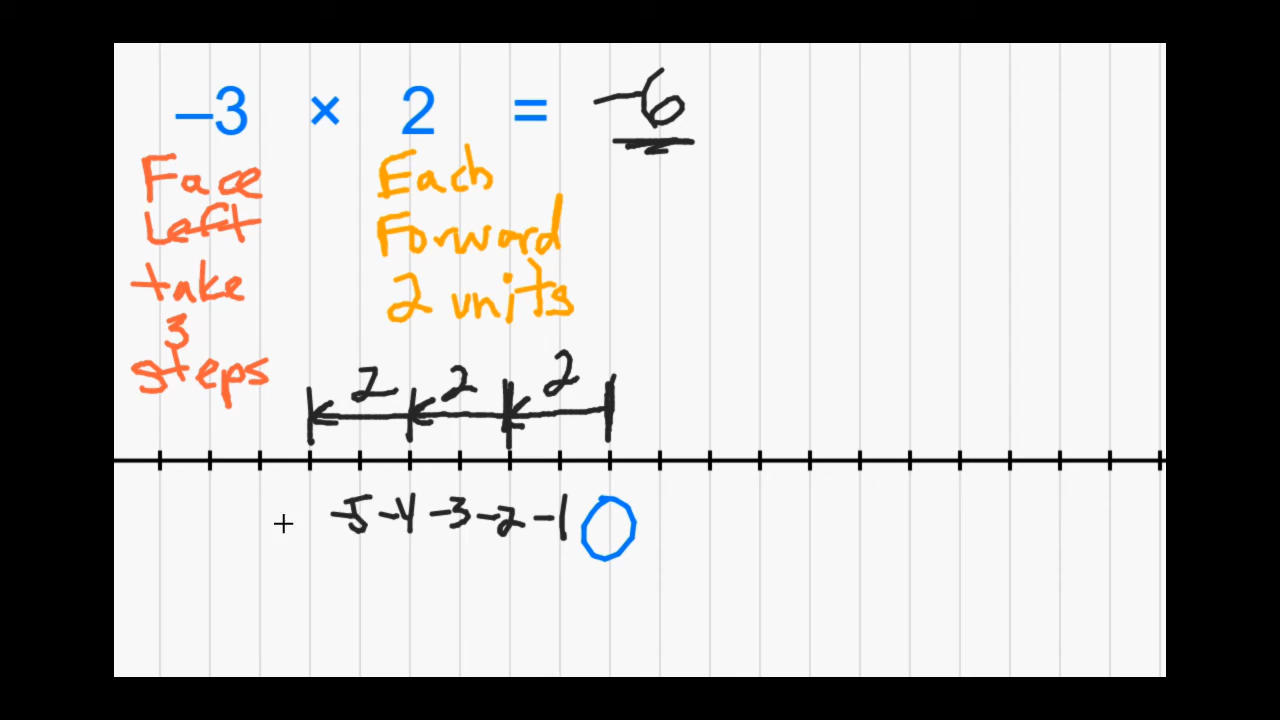 –3 × 2 = –6
Face
Left
take
3
steps
Each
Forward
2 units
2 2 2
-5 -4 -3 -2 -1 0